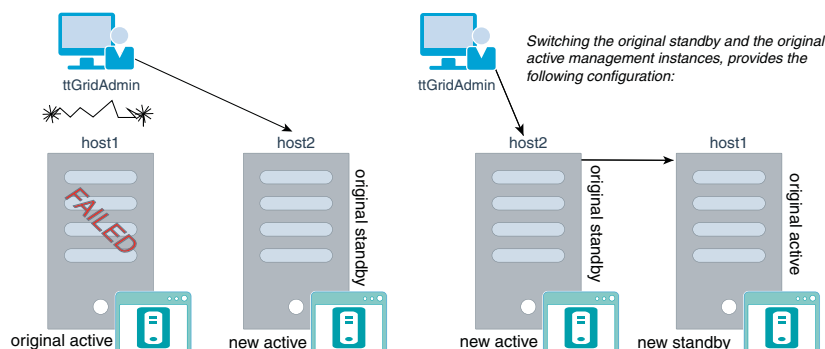 ttGridAdmin
host1
host2
FAILED
original standby
original active
new active
Switching the original standby and the original
active management instances, provides the
following configuration:
ttGridAdmin
host2
host1
original standby
original active
new active
new standby